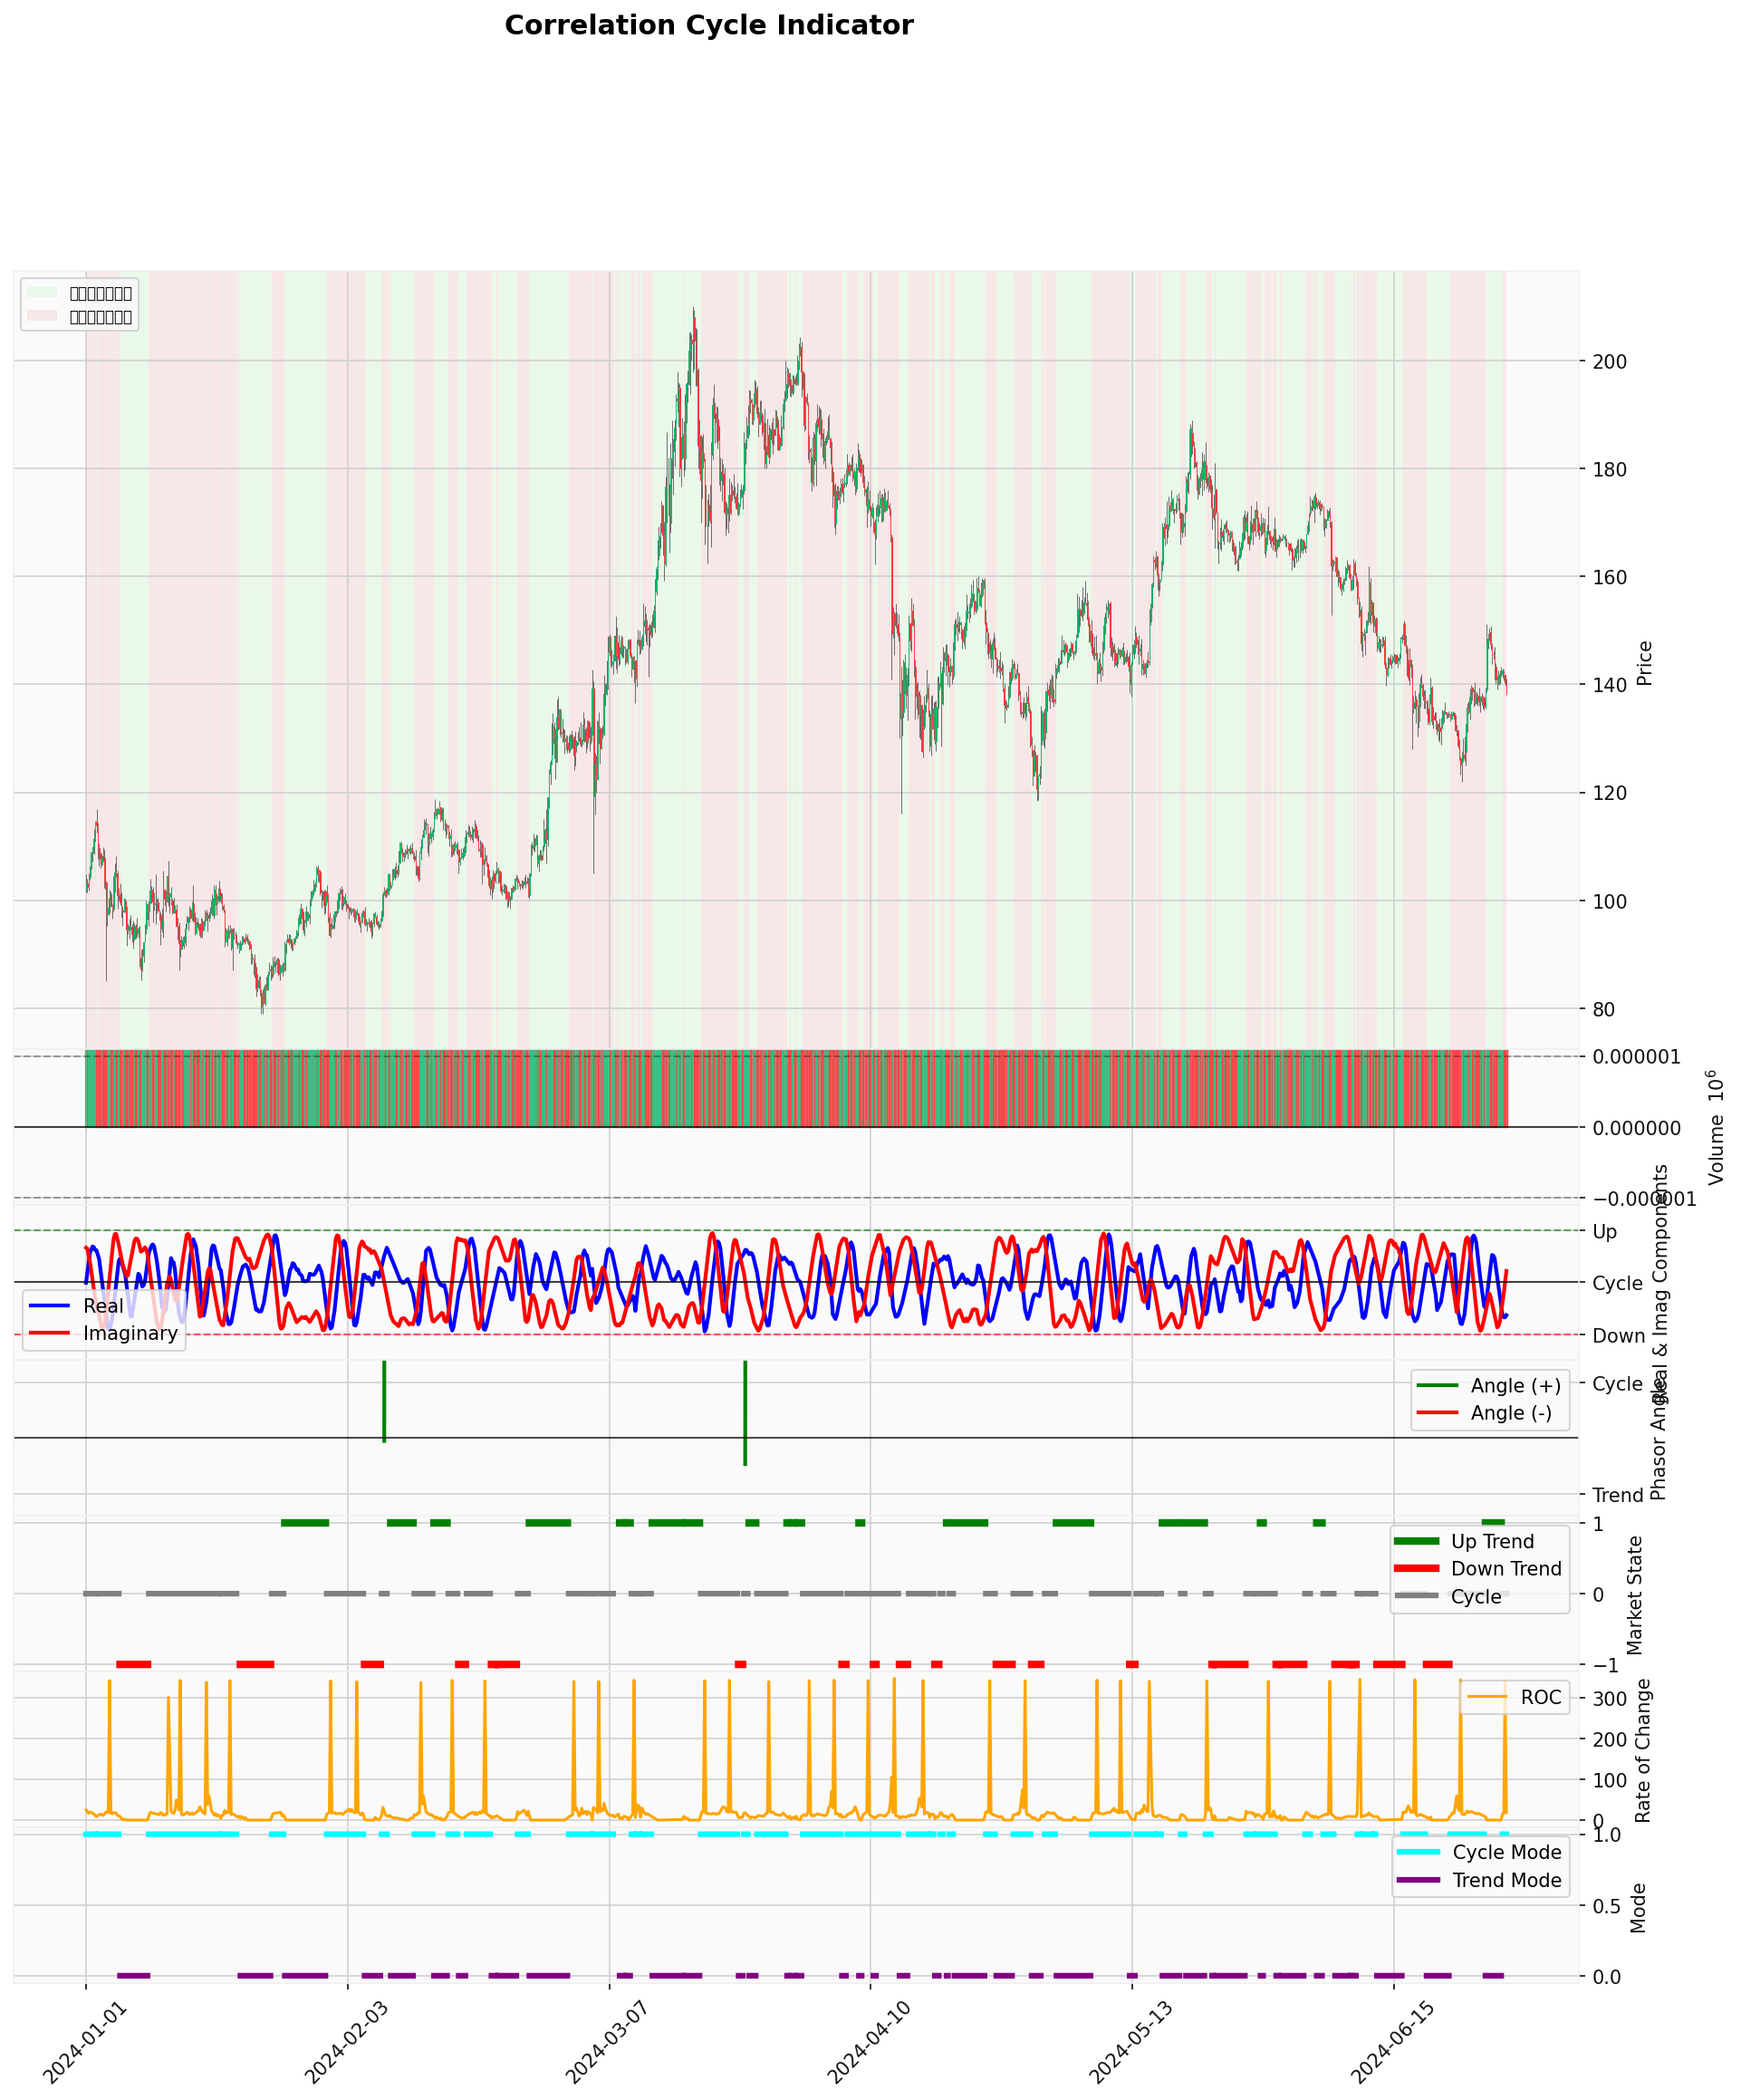 Correlation Cycle Indicator
200
180
160
140
120
100
80
Price
0.000001
0.000000
−0.000001
Volume 10⁶
Real
Imaginary
Up
Cycle
Down
Real & Imag Components
Angle (+)
Angle (-)
Cycle
Trend
Phasor Angle
Up Trend
Down Trend
Cycle
1
0
−1
Market State
ROC
300
200
100
0
Rate of Change
Cycle Mode
Trend Mode
1.0
0.5
0.0
Mode
2024-01-01
2024-02-03
2024-03-07
2024-04-10
2024-05-13
2024-06-15